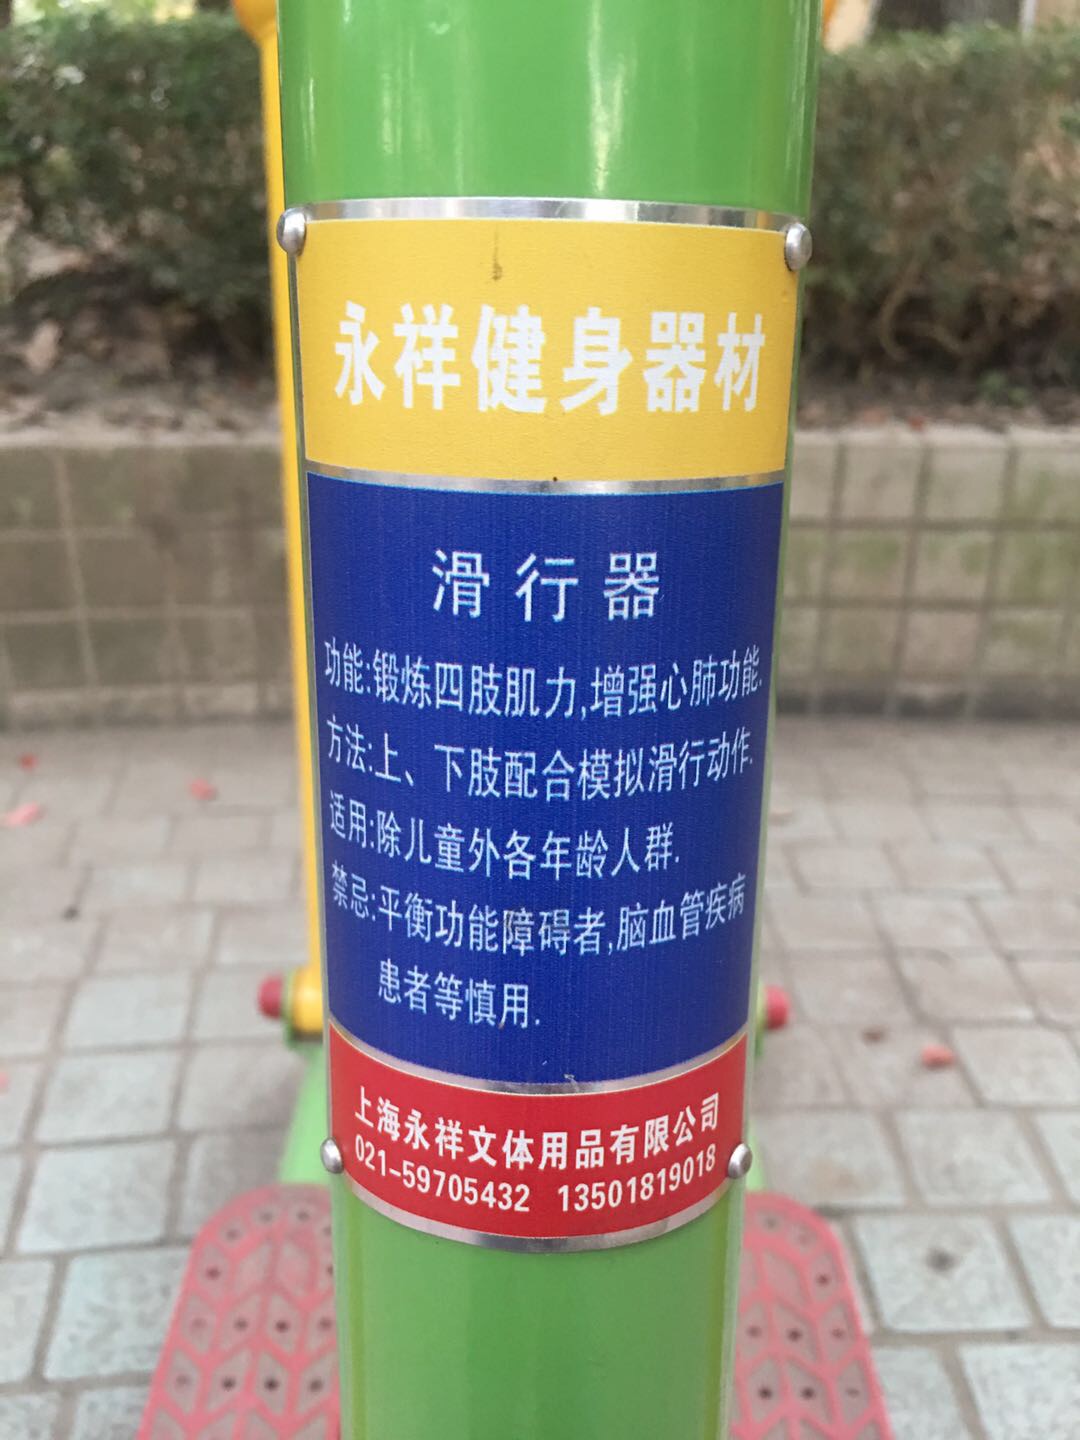 永祥健身器材
滑行器
功能:锻炼四肢肌力,增强心肺功能.
方法:上、下肢配合模拟滑行动作.
适用:除儿童外各年龄人群.
禁忌:平衡功能障碍者,脑血管疾病
患者等慎用.
上海永祥文体用品有限公司
021-59705432 13501819018